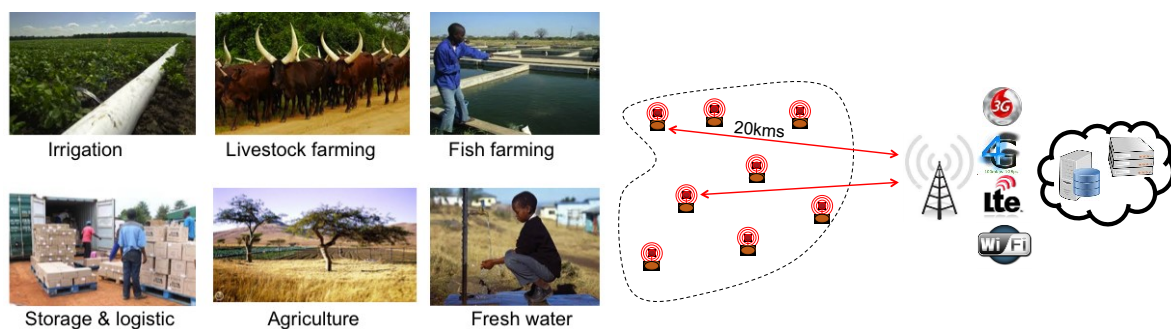 Irrigation
Livestock farming
Fish farming
Storage & logistic
Agriculture
Fresh water
20kms
3G
4G
LTE
WiFi